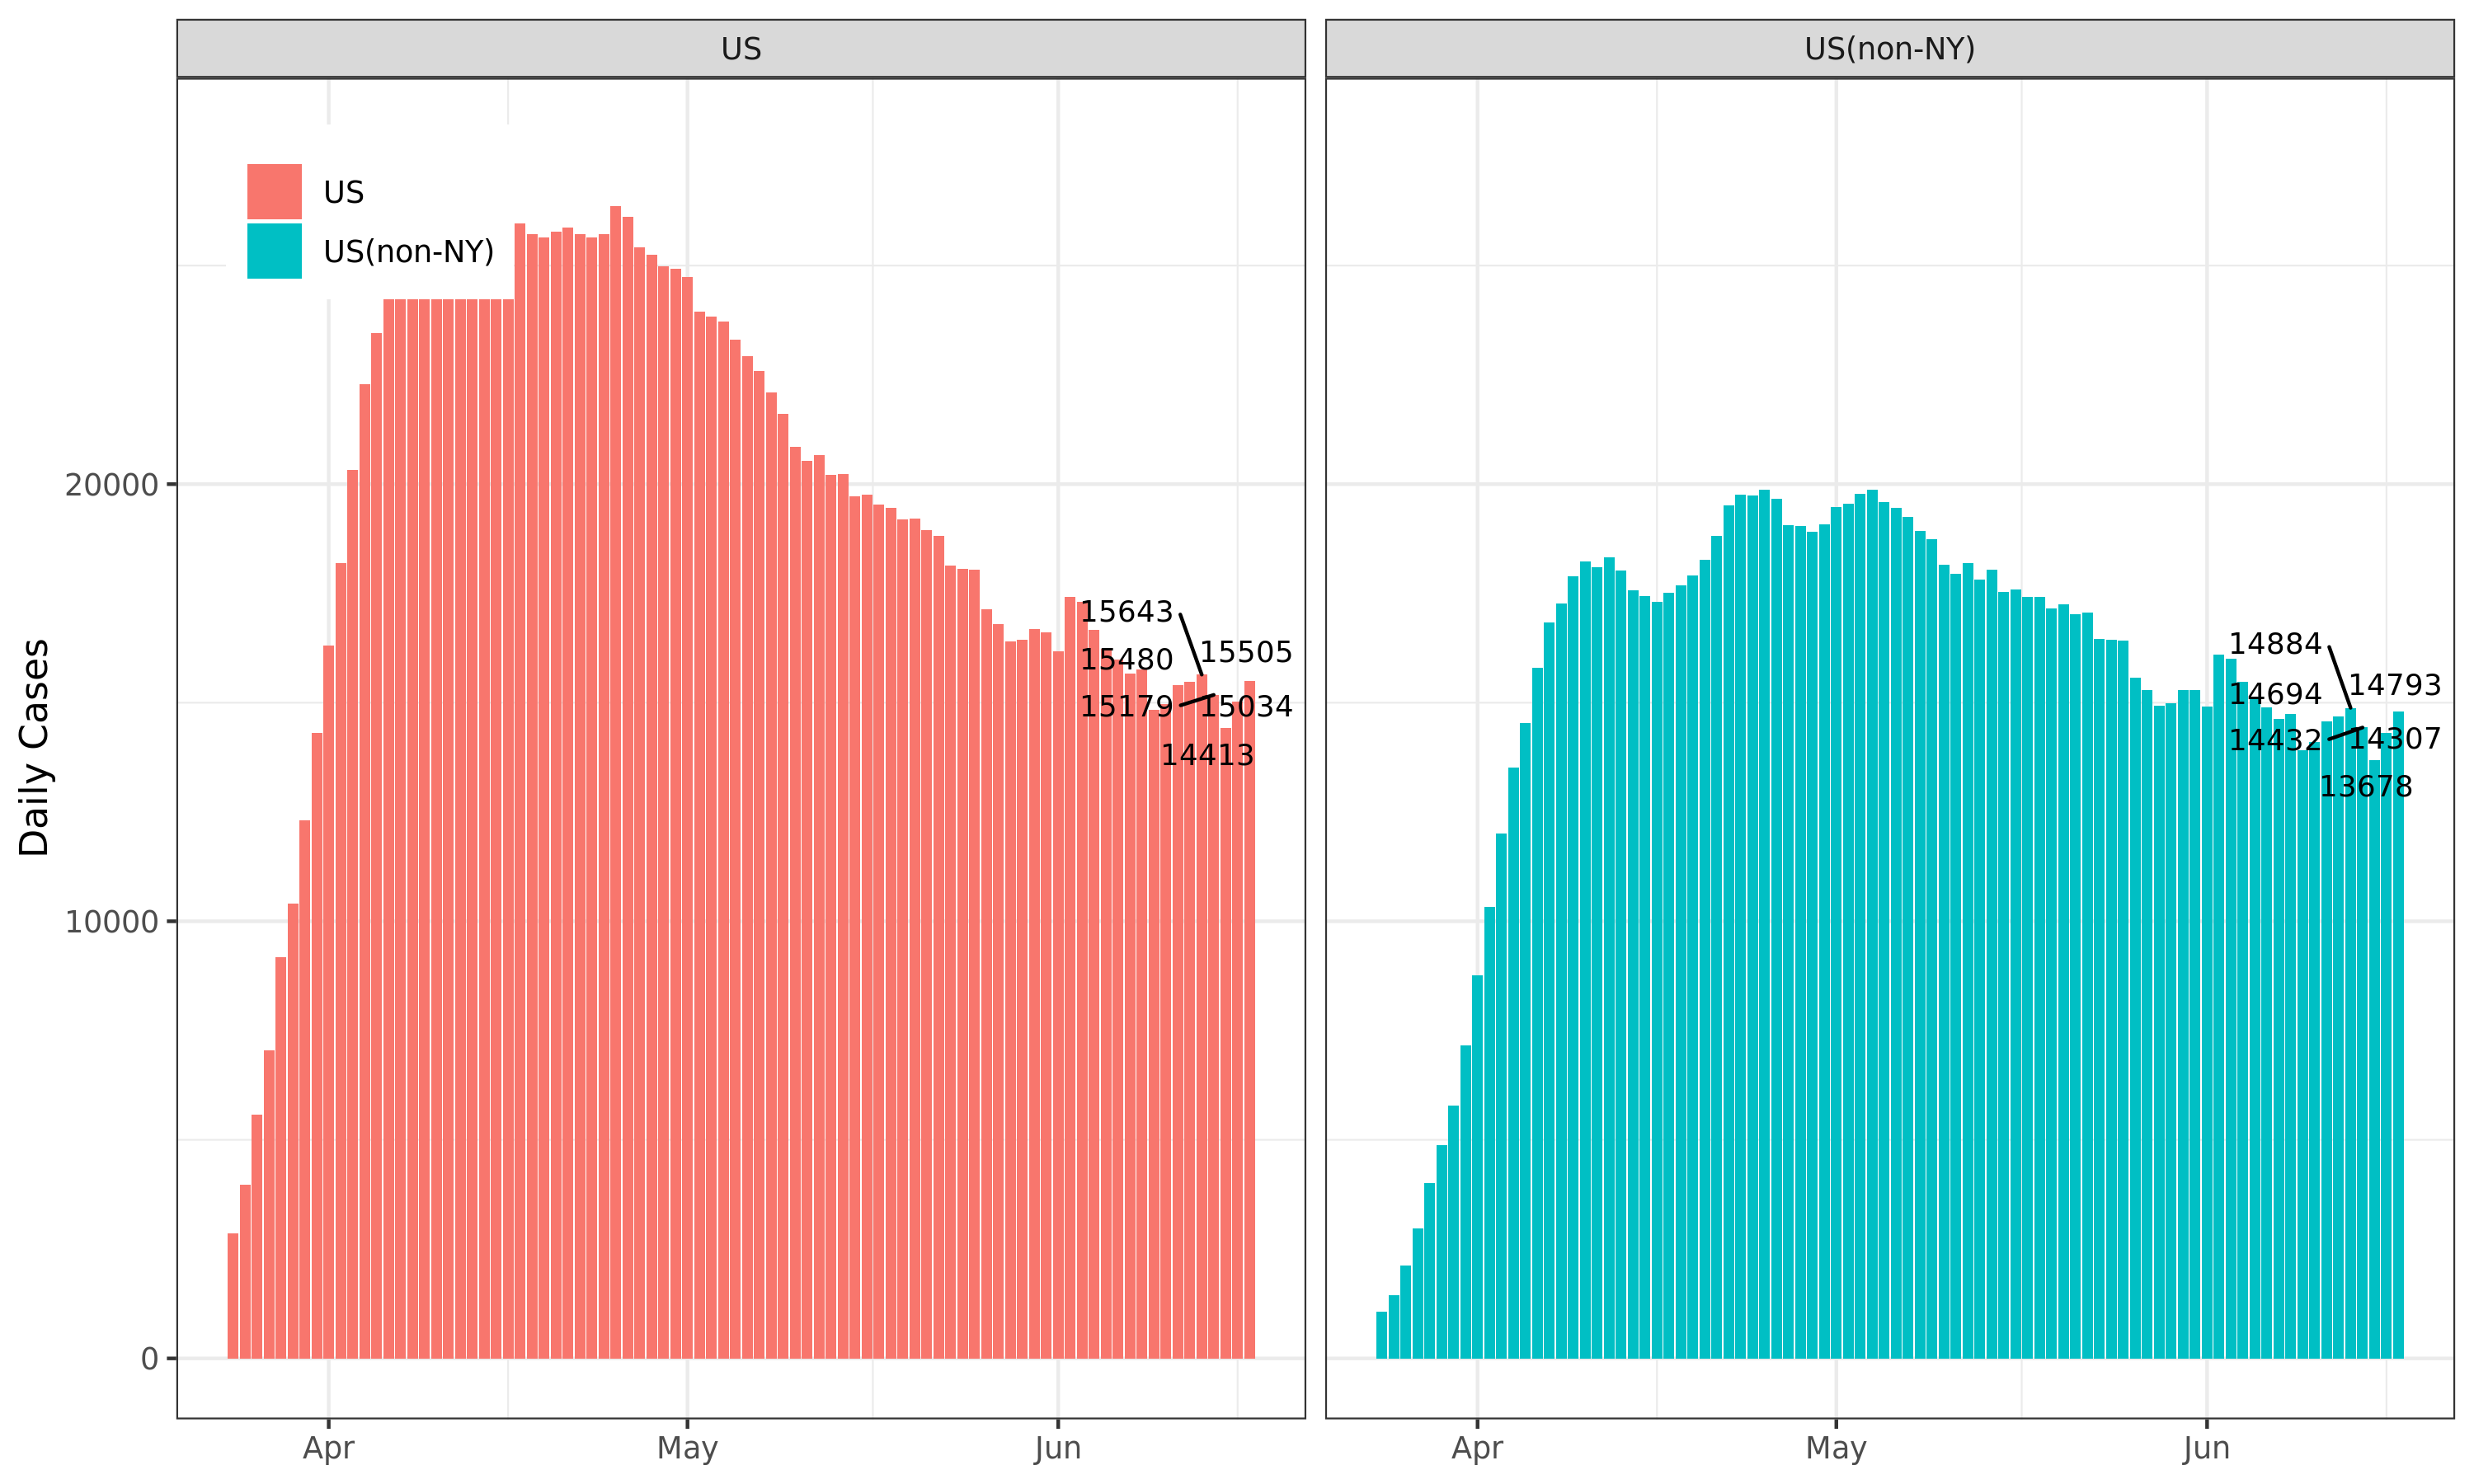 US
US(non-NY)
US
US(non-NY)
Daily Cases
20000
10000
0
15643
15505
15480
15179
15034
14413
14884
14793
14694
14432
14307
13678
Apr
May
Jun
Apr
May
Jun